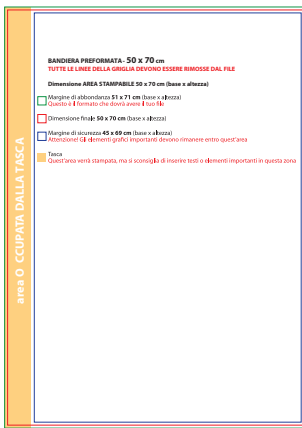 BANDIERA PREFORMATA - 50 x 70 cm
TUTTE LE LINEE DELLA GRIGLIA DEVONO ESSERE RIMOSSE DAL FILE
Dimensione AREA STAMPABILE 50 x 70 cm (base x altezza)
Margine di abbondanza 51 x 71 cm (base x altezza)
Questo è il formato che dovrà avere il tuo file
Dimensione finale 50 x 70 cm (base x altezza)
Margine di sicurezza 45 x 69 cm (base x altezza)
Attenzione! Gli elementi grafici importanti devono rimanere entro quest'area
Tasca
Quest'area verrà stampata, ma si sconsiglia di inserire testi o elementi importanti in questa zona
area O CCUPATA DALLA TASCA